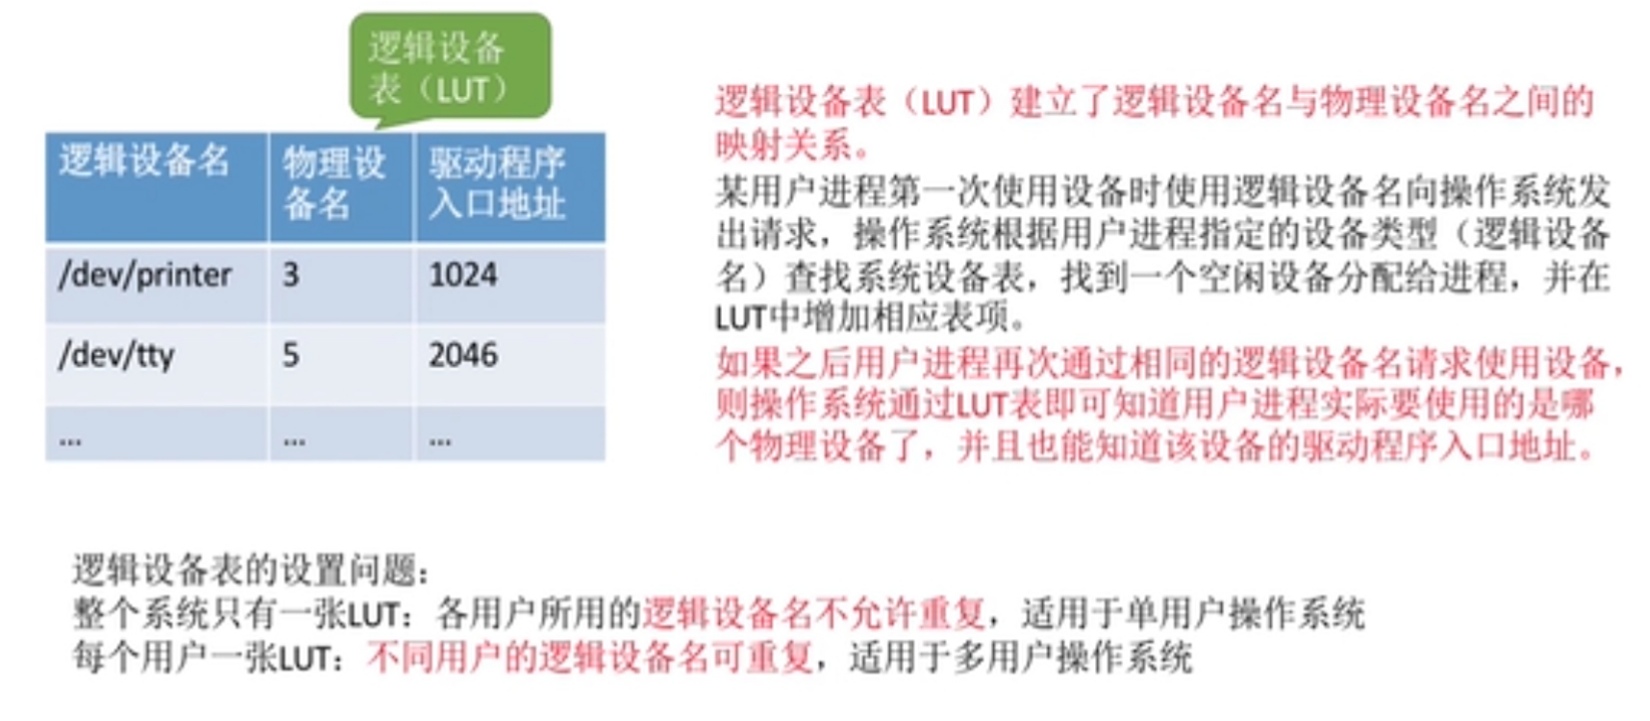 逻辑设备
表（LUT）
逻辑设备名 物理设备名 驱动程序入口地址
/dev/printer 3 1024
/dev/tty 5 2046
... ... ...
逻辑设备表（LUT）建立了逻辑设备名与物理设备名之间的
映射关系。
某用户进程第一次使用设备时使用逻辑设备名向操作系统发
出请求，操作系统根据用户进程指定的设备类型（逻辑设备
名）查找系统设备表，找到一个空闲设备分配给进程，并在
LUT中增加相应表项。
如果之后用户进程再次通过相同的逻辑设备名请求使用设备，
则操作系统通过LUT表即可知道用户进程实际要使用的是哪
个物理设备了，并且也能知道该设备的驱动程序入口地址。
逻辑设备表的设置问题：
整个系统只有一张LUT：各用户所用的逻辑设备名不允许重复，适用于单用户操作系统
每个用户一张LUT：不同用户的逻辑设备名可重复，适用于多用户操作系统